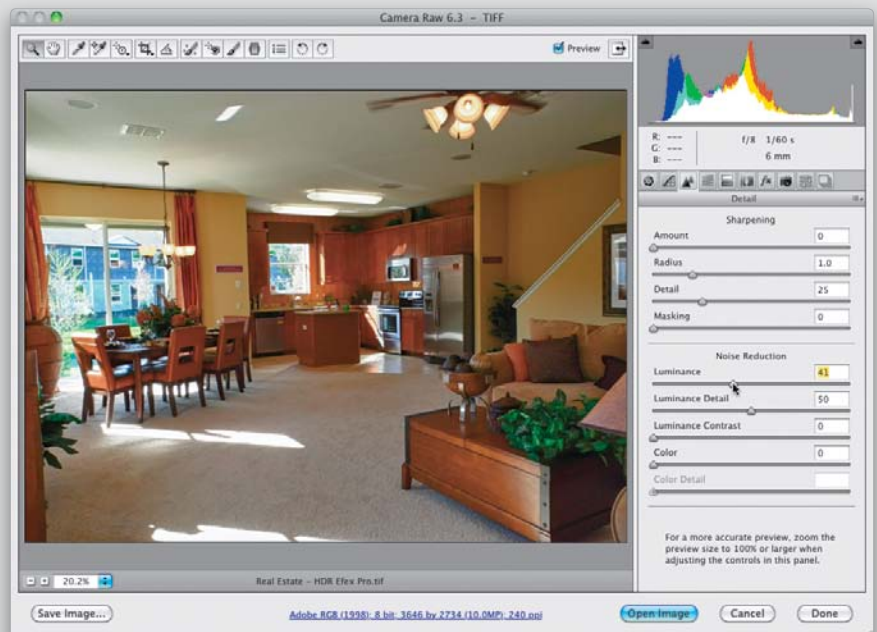 Camera Raw 6.3 – TIFF
Preview
R: ---
G: ---
B: ---
f/8 1/60 s
6 mm
Detail
Sharpening
Amount 0
Radius 1.0
Detail 25
Masking 0
Noise Reduction
Luminance 41
Luminance Detail 50
Luminance Contrast 0
Color 0
Color Detail
For a more accurate preview, zoom the
preview size to 100% or larger when
adjusting the controls in this panel.
20.2%
Real Estate – HDR Efex Pro.tif
Save Image...
Adobe RGB (1998); 8 bit; 3646 by 2734 (10.0MP); 240 ppi
Open Image
Cancel
Done